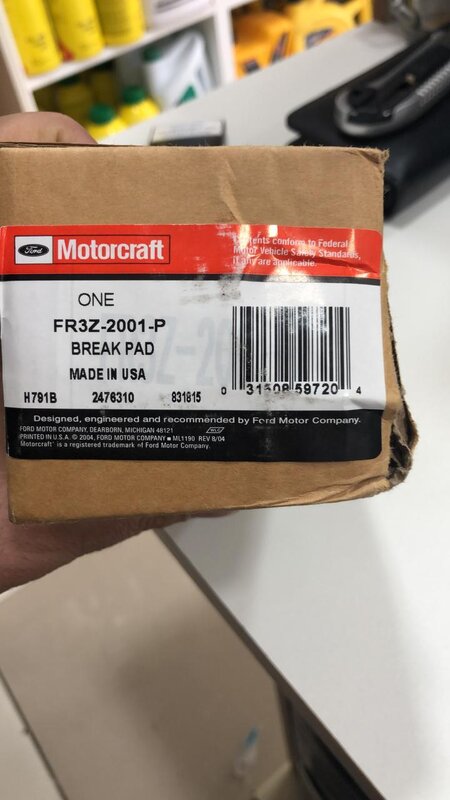 Ford Motorcraft
Contents conform to Federal
Motor Vehicle Safety Standards,
if any are applicable.
ONE
FR3Z-2001-P
BREAK PAD
MADE IN USA
H791B 2476310 831815
0 31508 59720 4
Designed, engineered and recommended by Ford Motor Company.
FORD MOTOR COMPANY, DEARBORN, MICHIGAN 48121
PRINTED IN U.S.A. © 2004, FORD MOTOR COMPANY ■ ML1190 REV 8/04
Motorcraft® is a registered trademark of Ford Motor Company.